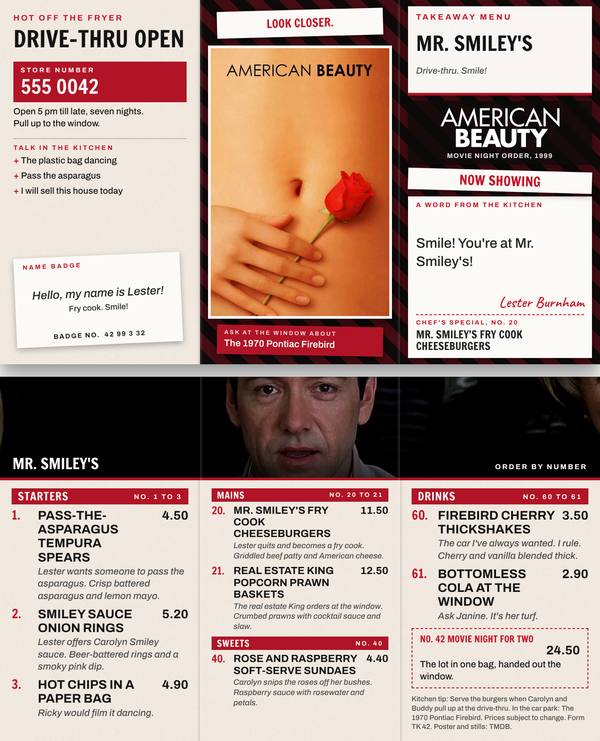 HOT OFF THE FRYER
DRIVE-THRU OPEN
STORE NUMBER
555 0042
Open 5 pm till late, seven nights.
Pull up to the window.
TALK IN THE KITCHEN
+ The plastic bag dancing
+ Pass the asparagus
+ I will sell this house today
NAME BADGE
Hello, my name is Lester!
Fry cook. Smile!
BADGE NO. 42 99 3 32
LOOK CLOSER.
AMERICAN BEAUTY
ASK AT THE WINDOW ABOUT
The 1970 Pontiac Firebird
TAKEAWAY MENU
MR. SMILEY'S
Drive-thru. Smile!
AMERICAN
BEAUTY
MOVIE NIGHT ORDER, 1999
NOW SHOWING
A WORD FROM THE KITCHEN
Smile! You're at Mr.
Smiley's!
Lester Burnham
CHEF'S SPECIAL, NO. 20
MR. SMILEY'S FRY COOK
CHEESEBURGERS
MR. SMILEY'S
ORDER BY NUMBER
STARTERS NO. 1 TO 3
1. PASS-THE- 4.50
ASPARAGUS
TEMPURA
SPEARS
Lester wants someone to pass the
asparagus. Crisp battered
asparagus and lemon mayo.
2. SMILEY SAUCE 5.20
ONION RINGS
Lester offers Carolyn Smiley
sauce. Beer-battered rings and a
smoky pink dip.
3. HOT CHIPS IN A 4.90
PAPER BAG
Ricky would film it dancing.
MAINS NO. 20 TO 21
20. MR. SMILEY'S FRY 11.50
COOK
CHEESEBURGERS
Lester quits and becomes a fry cook.
Griddled beef patty and American cheese.
21. REAL ESTATE KING 12.50
POPCORN PRAWN
BASKETS
The real estate King orders at the window.
Crumbed prawns with cocktail sauce and
slaw.
SWEETS NO. 40
40. ROSE AND RASPBERRY 4.40
SOFT-SERVE SUNDAES
Carolyn snips the roses off her bushes.
Raspberry sauce with rosewater and
petals.
DRINKS NO. 60 TO 61
60. FIREBIRD CHERRY 3.50
THICKSHAKES
The car I've always wanted. I rule.
Cherry and vanilla blended thick.
61. BOTTOMLESS 2.90
COLA AT THE
WINDOW
Ask Janine. It's her turf.
NO. 42 MOVIE NIGHT FOR TWO
24.50
The lot in one bag, handed out the
window.
Kitchen tip: Serve the burgers when Carolyn and
Buddy pull up at the drive-thru. In the car park: The
1970 Pontiac Firebird. Prices subject to change. Form
TK 42. Poster and stills: TMDB.